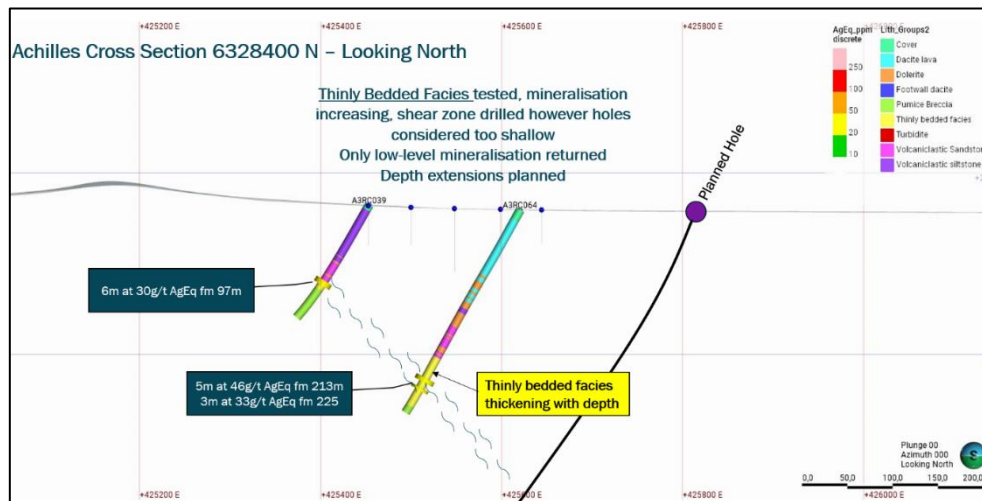 +425200 E
+425400 E
+425600 E
+425800 E
Achilles Cross Section 6328400 N – Looking North
Thinly Bedded Facies tested, mineralisation
increasing, shear zone drilled however holes
considered too shallow
Only low-level mineralisation returned
Depth extensions planned
AgEq_ppm
discrete
250
100
50
20
10
Lith_Groups2
Cover
Dacite lava
Dolerite
Footwall dacite
Pumice Breccia
Thinly bedded facies
Turbidite
Volcaniclastic Sandston
Volcaniclastic siltstone
Planned Hole
A3RC039
A3RC064
6m at 30g/t AgEq fm 97m
5m at 46g/t AgEq fm 213m
3m at 33g/t AgEq fm 225
Thinly bedded facies
thickening with depth
Plunge 00
Azimuth 000
Looking North
S
0,0 50,0 100,0 150,0 200,
+425200 E
+425400 E
+425800 E
+426000 E